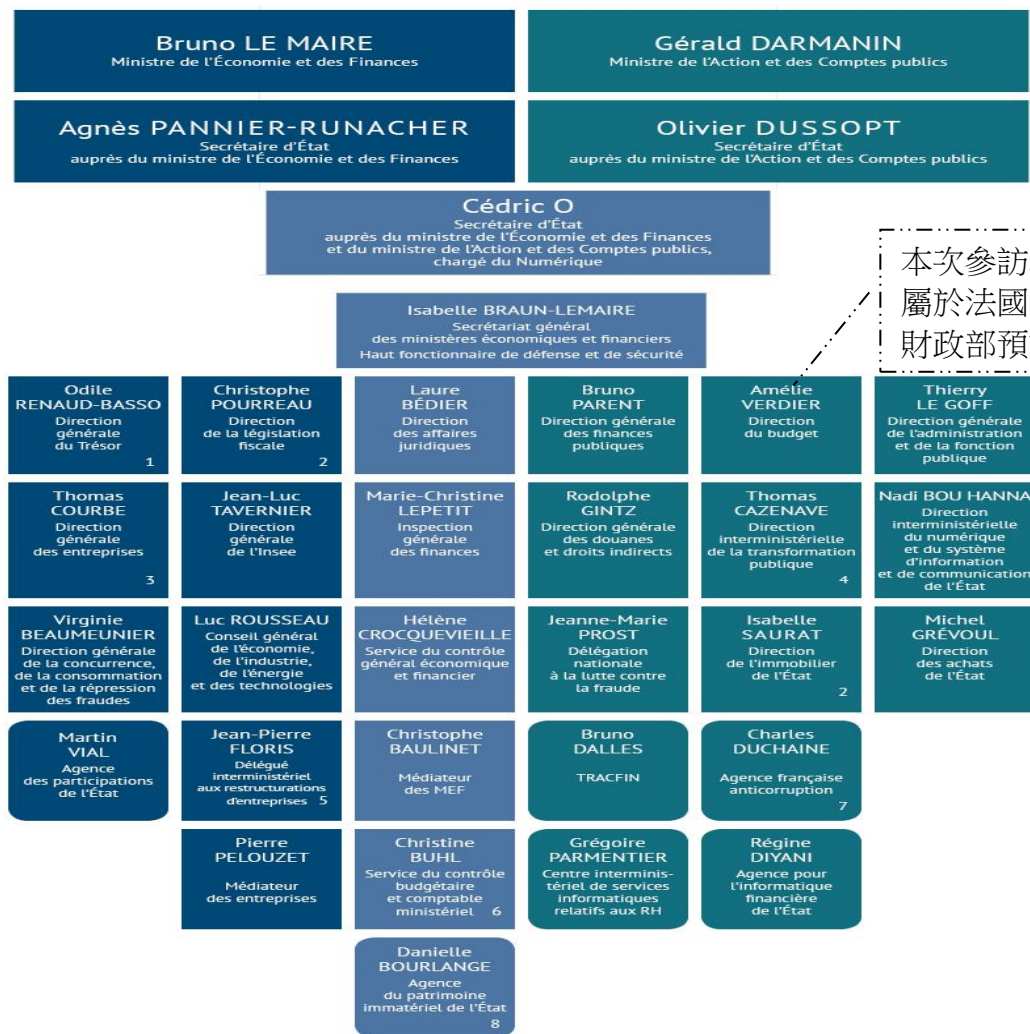 Bruno LE MAIRE
Ministre de l'Économie et des Finances
Gérald DARMANIN
Ministre de l'Action et des Comptes publics
Agnès PANNIER-RUNACHER
Secrétaire d'État
auprès du ministre de l'Économie et des Finances
Olivier DUSSOPT
Secrétaire d'État
auprès du ministre de l'Action et des Comptes publics
Cédric O
Secrétaire d'État
auprès du ministre de l'Économie et des Finances
et du ministre de l'Action et des Comptes publics,
chargé du Numérique
本次參訪
屬於法國
財政部預
Isabelle BRAUN-LEMAIRE
Secrétariat général
des ministères économiques et financiers
Haut fonctionnaire de défense et de sécurité
Odile
RENAUD-BASSO
Direction
générale
du Trésor
1
Christophe
POURREAU
Direction
de la législation
fiscale
2
Laure
BÉDIER
Direction
des affaires
juridiques
Bruno
PARENT
Direction générale
des finances
publiques
Amélie
VERDIER
Direction
du budget
Thierry
LE GOFF
Direction générale
de l'administration
et de la fonction
publique
Thomas
COURBE
Direction
générale
des entreprises
3
Jean-Luc
TAVERNIER
Direction
générale
de l'Insee
Marie-Christine
LEPETIT
Inspection
générale
des finances
Rodolphe
GINTZ
Direction générale
des douanes
et droits indirects
Thomas
CAZENAVE
Direction
interministérielle
de la transformation
publique
4
Nadi BOU HANNA
Direction
interministérielle
du numérique
et du système
d'information
et de communication
de l'État
Virginie
BEAUMEUNIER
Direction générale
de la concurrence,
de la consommation
et de la répression
des fraudes
Luc ROUSSEAU
Conseil général
de l'économie,
de l'industrie,
de l'énergie
et des technologies
Hélène
CROCQUEVIEILLE
Service du contrôle
général économique
et financier
Jeanne-Marie
PROST
Délégation
nationale
à la lutte contre
la fraude
Isabelle
SAURAT
Direction
de l'immobilier
de l'État
2
Michel
GRÉVOUL
Direction
des achats
de l'État
Martin
VIAL
Agence
des participations
de l'État
Jean-Pierre
FLORIS
Délégué
interministériel
aux restructurations
d'entreprises 5
Christophe
BAULINET
Médiateur
des MEF
Bruno
DALLES
TRACFIN
Charles
DUCHAINE
Agence française
anticorruption
7
Pierre
PELOUZET
Médiateur
des entreprises
Christine
BUHL
Service du contrôle
budgétaire
et comptable
ministériel 6
Grégoire
PARMENTIER
Centre interminis-
tériel de services
informatiques
relatifs aux RH
Régine
DIYANI
Agence pour
l'informatique
financière
de l'État
Danielle
BOURLANGE
Agence
du patrimoine
immatériel de l'État
8